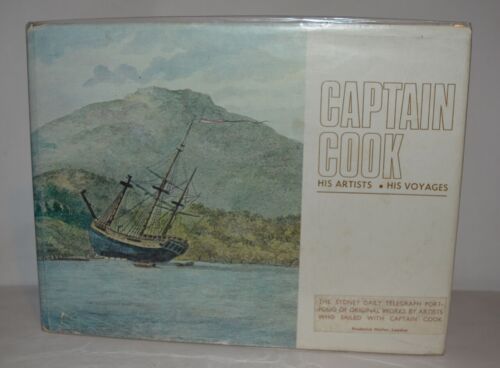 CAPTAIN
COOK
HIS ARTISTS • HIS VOYAGES
THE SYDNEY DAILY TELEGRAPH PORT-
FOLIO OF ORIGINAL WORKS BY ARTISTS
WHO SAILED WITH CAPTAIN COOK
London